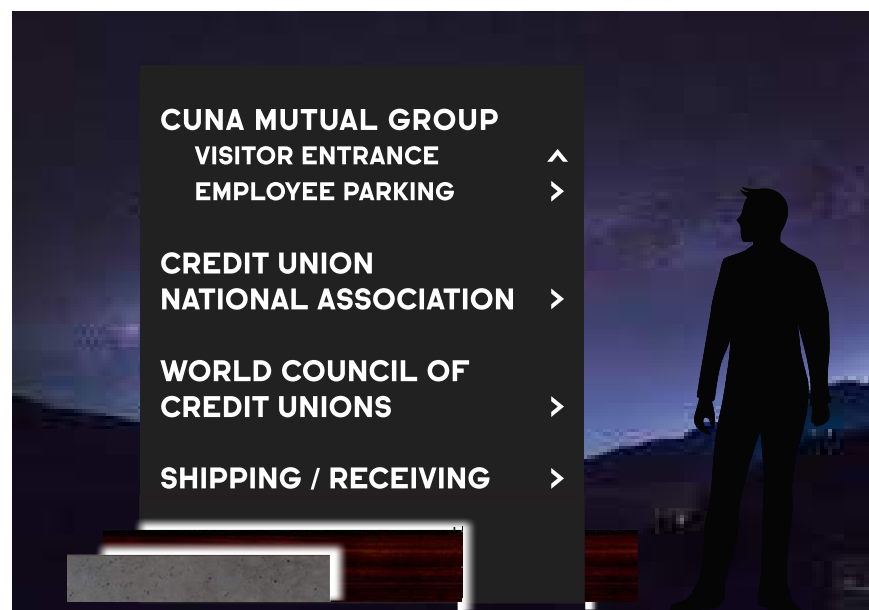 CUNA MUTUAL GROUP
VISITOR ENTRANCE ^
EMPLOYEE PARKING >
CREDIT UNION
NATIONAL ASSOCIATION >
WORLD COUNCIL OF
CREDIT UNIONS >
SHIPPING / RECEIVING >